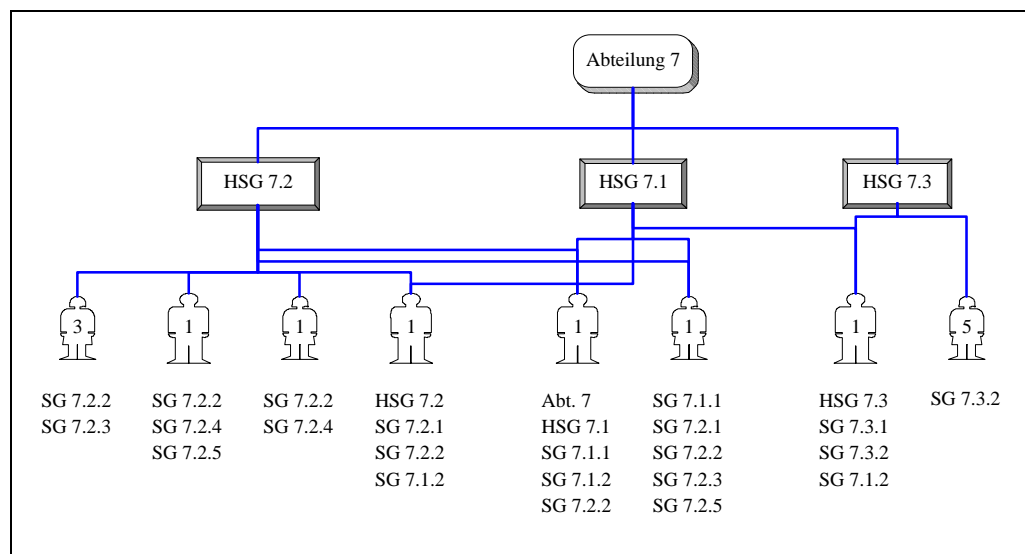 Abteilung 7
HSG 7.2
HSG 7.1
HSG 7.3
3
1
1
1
1
1
1
5
SG 7.2.2
SG 7.2.3
SG 7.2.2
SG 7.2.4
SG 7.2.5
SG 7.2.2
SG 7.2.4
HSG 7.2
SG 7.2.1
SG 7.2.2
SG 7.1.2
Abt. 7
HSG 7.1
SG 7.1.1
SG 7.1.2
SG 7.2.2
SG 7.1.1
SG 7.2.1
SG 7.2.2
SG 7.2.3
SG 7.2.5
HSG 7.3
SG 7.3.1
SG 7.3.2
SG 7.1.2
SG 7.3.2